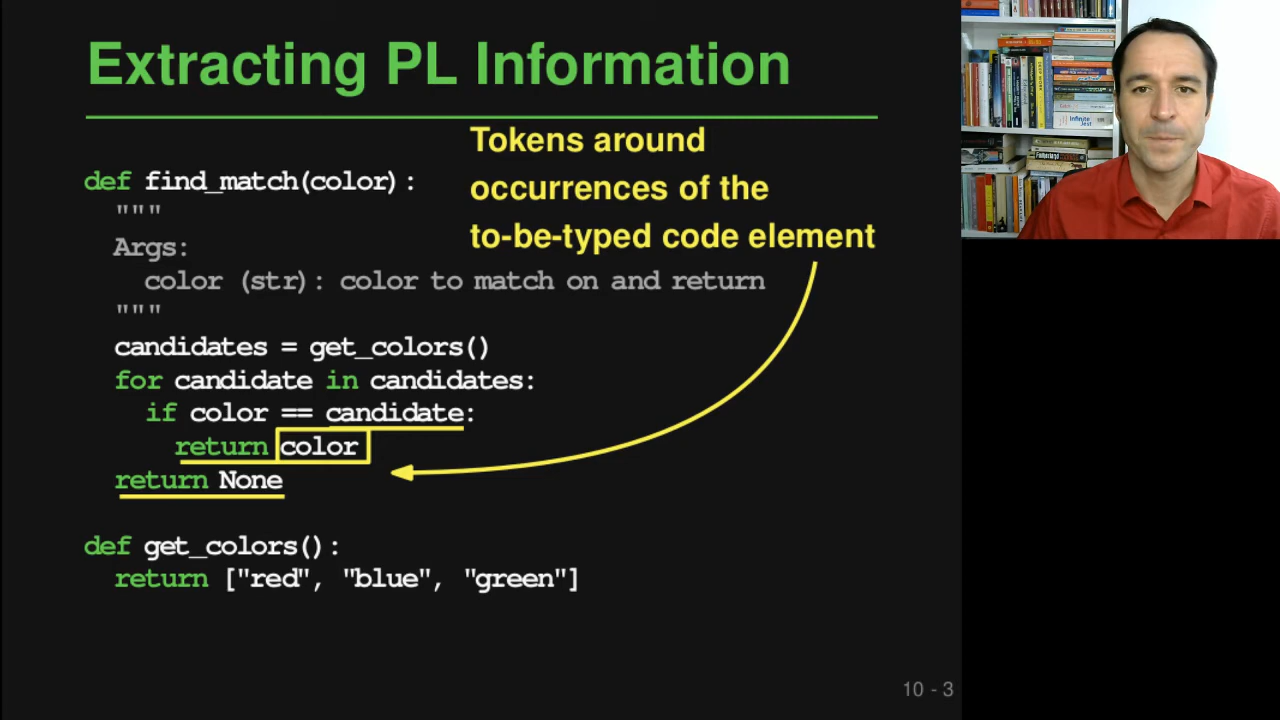 Extracting PL Information
Tokens around
occurrences of the
to-be-typed code element
def find_match(color):
"""
Args:
color (str): color to match on and return
"""
candidates = get_colors()
for candidate in candidates:
if color == candidate:
return color
return None
def get_colors():
return ["red", "blue", "green"]
10 - 3
Infinite
Jest